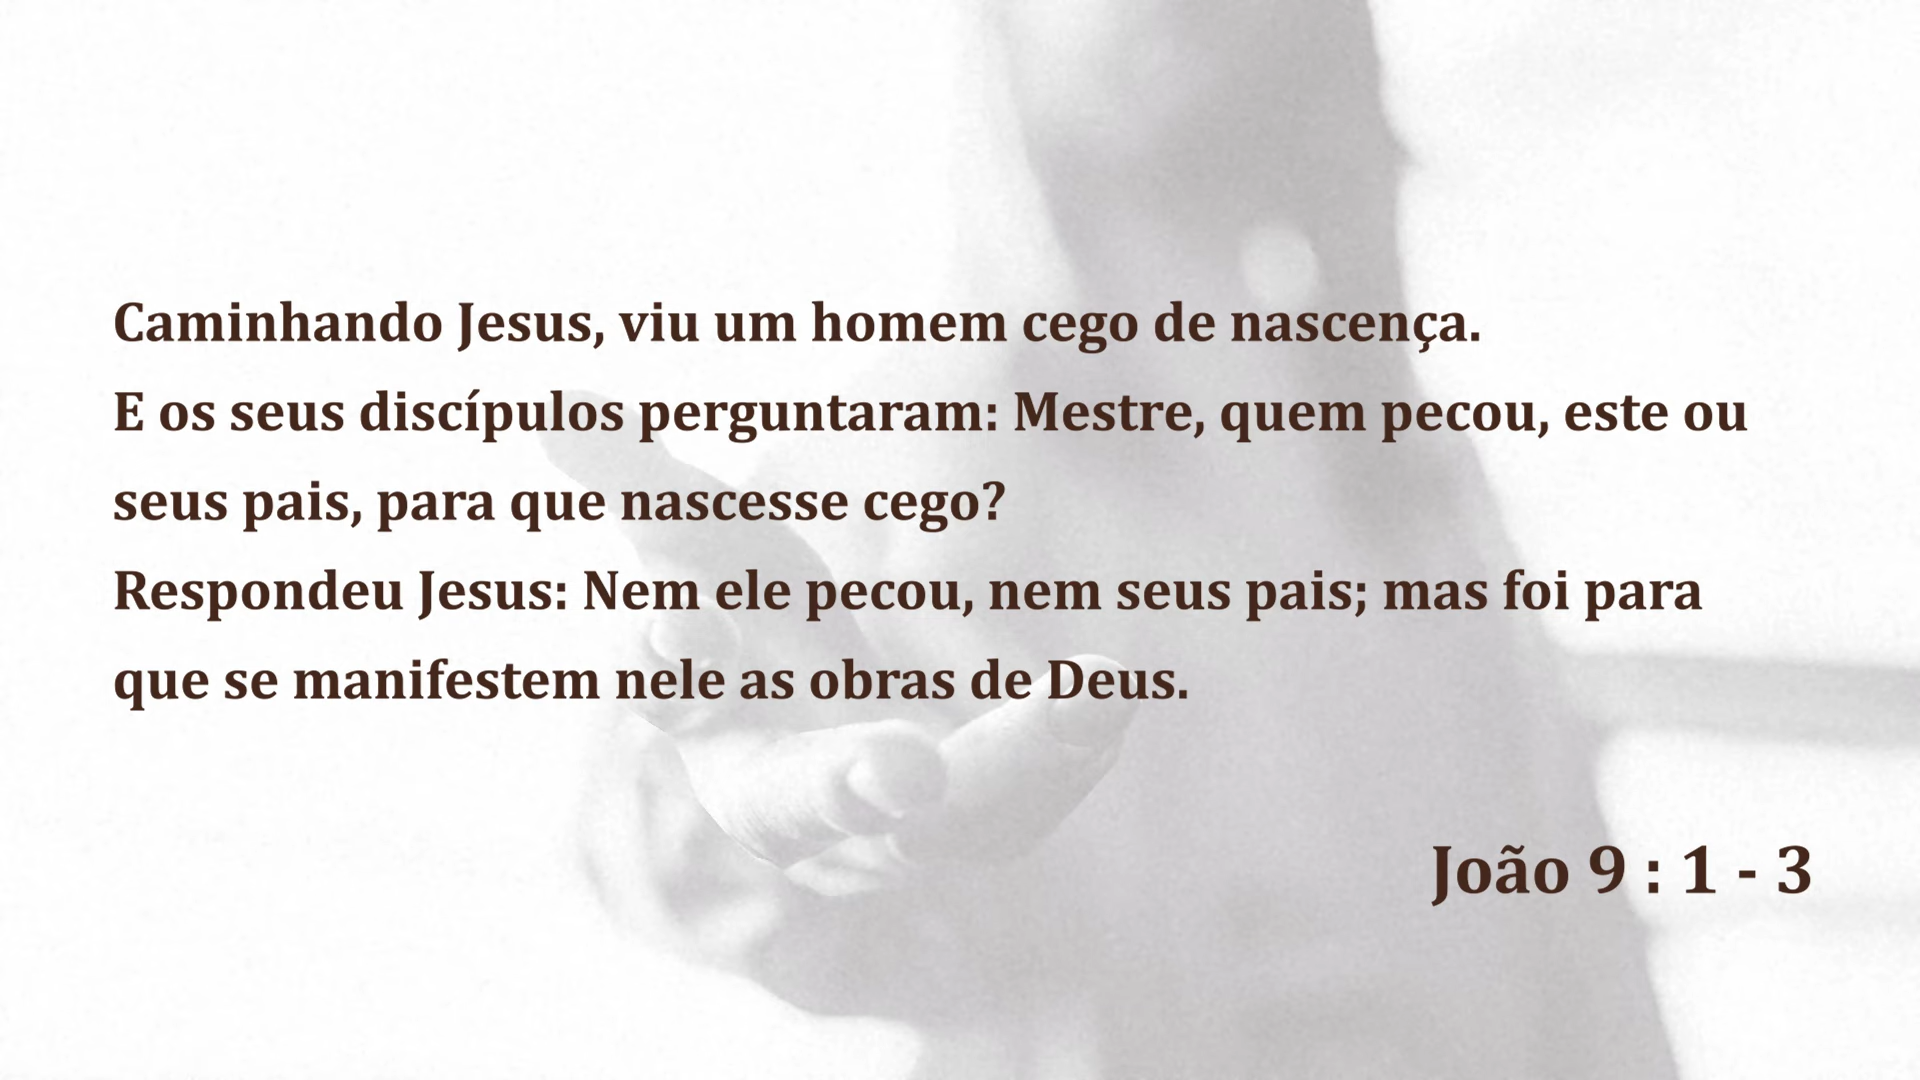 Caminhando Jesus, viu um homem cego de nascença.
E os seus discípulos perguntaram: Mestre, quem pecou, este ou
seus pais, para que nascesse cego?
Respondeu Jesus: Nem ele pecou, nem seus pais; mas foi para
que se manifestem nele as obras de Deus.
João 9 : 1 - 3